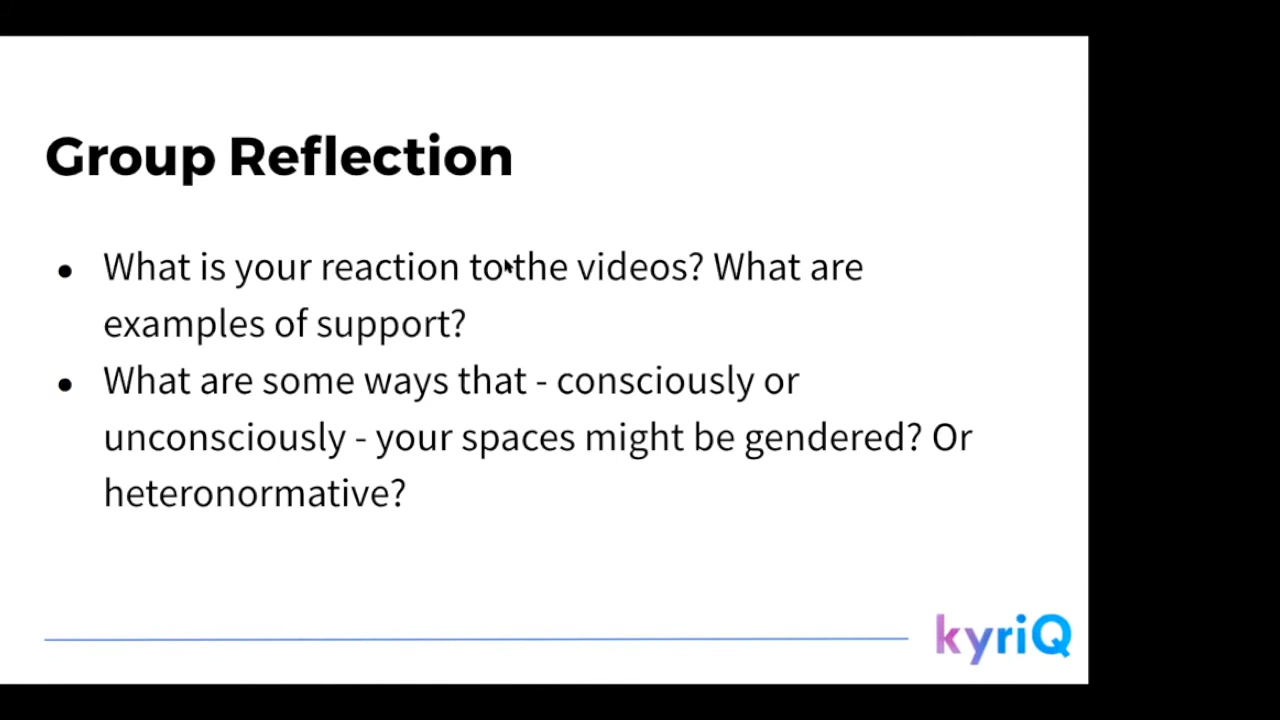 Group Reflection
● What is your reaction to the videos? What are
examples of support?
● What are some ways that - consciously or
unconsciously - your spaces might be gendered? Or
heteronormative?
kyriQ